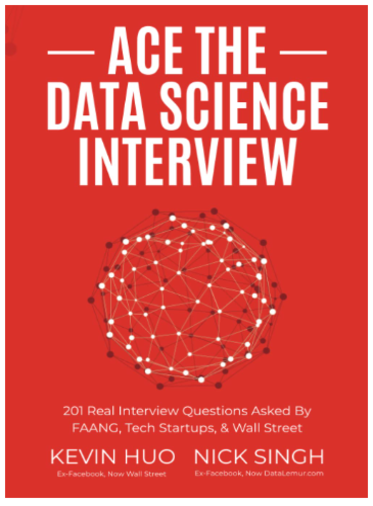 ACE THE
DATA SCIENCE
INTERVIEW
201 Real Interview Questions Asked By
FAANG, Tech Startups, & Wall Street
KEVIN HUO NICK SINGH
Ex-Facebook, Now Wall Street Ex-Facebook, Now DataLemur.com